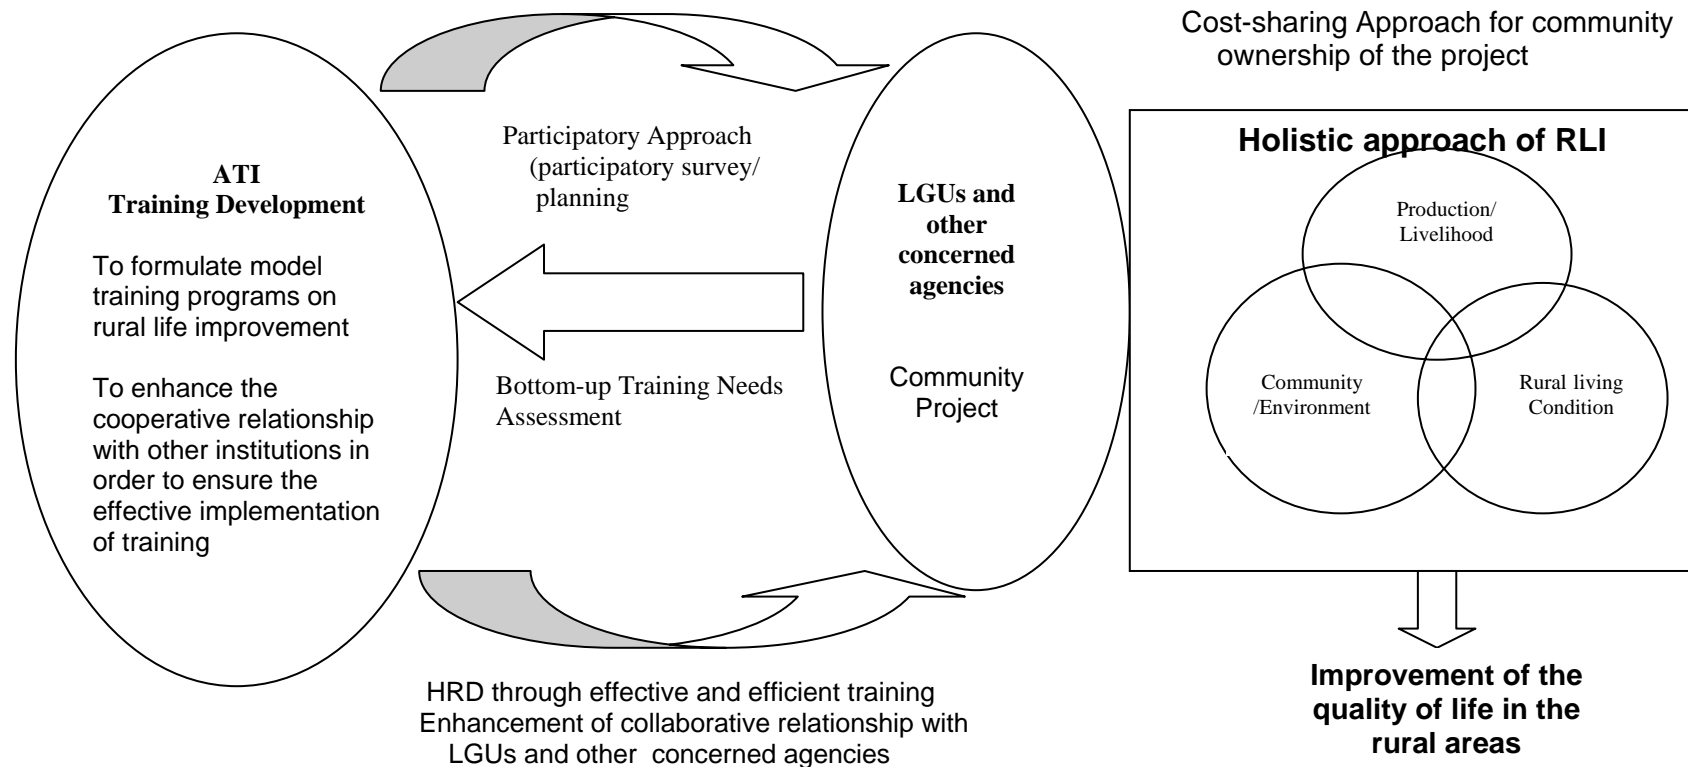 ATI
Training Development
To formulate model
training programs on
rural life improvement
To enhance the
cooperative relationship
with other institutions in
order to ensure the
effective implementation
of training
Participatory Approach
(participatory survey/
planning
Bottom-up Training Needs
Assessment
HRD through effective and efficient training
Enhancement of collaborative relationship with
LGUs and other concerned agencies
LGUs and
other
concerned
agencies
Community
Project
Cost-sharing Approach for community
ownership of the project
Holistic approach of RLI
Production/
Livelihood
Community
/Environment
Rural living
Condition
Improvement of the
quality of life in the
rural areas